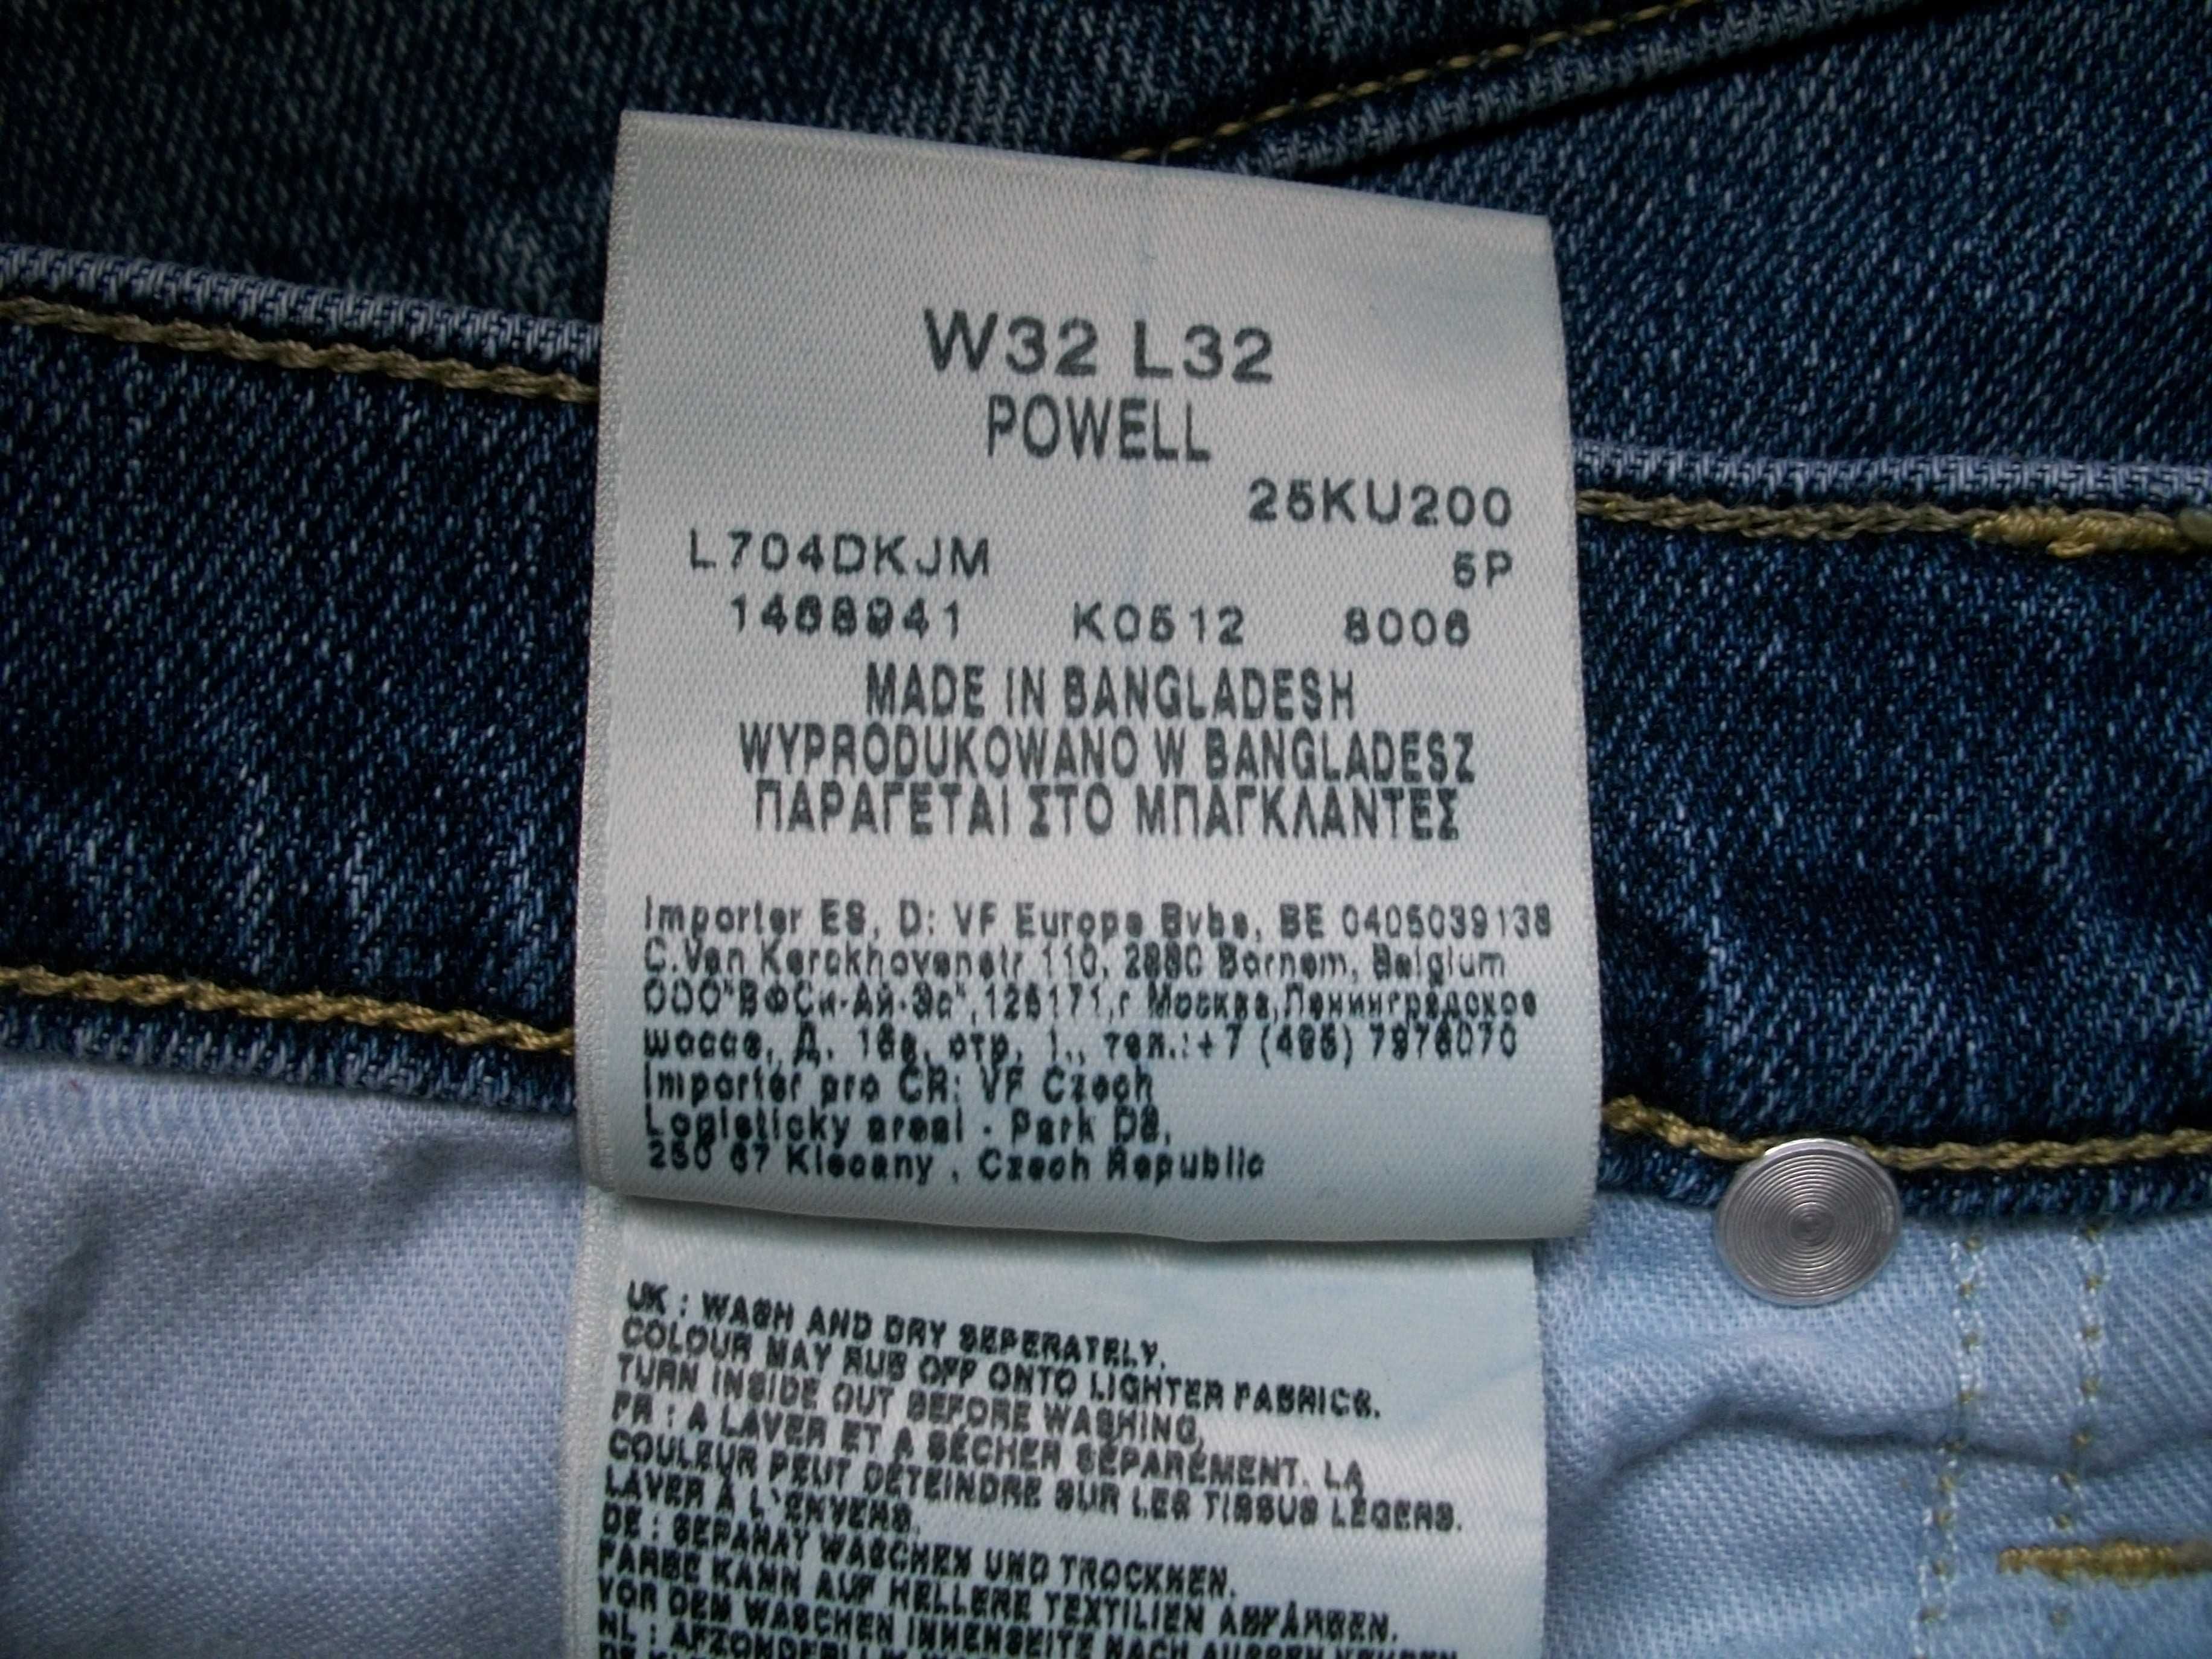 W32 L32
POWELL
25KU200
L704DKJM
5P
1468941 K0512 8006
MADE IN BANGLADESH
WYPRODUKOWANO W BANGLADESZ
ΠΑΡΑΓΕΤΑΙ ΣΤΟ ΜΠΑΓΚΛΑΝΤΕΣ
Importer ES, D: VF Europe Bvba, BE 0405039138
C.Van Kerckhovenstr 110, 2880 Bornem, Belgium
ООО"ВФСи-Ай-Эс",125171,г Москва,Ленинградское
шоссе, Д. 16а, стр. 1., тел.:+7 (495)
Importer pro CR: VF Czech
Logisticky areal - Park D8,
250 67 Klecany , Czech Republic
UK : WASH AND DRY SEPERATELY.
COLOUR MAY RUB OFF ONTO LIGHTER FABRICS.
TURN INSIDE OUT BEFORE WASHING,
FR : A LAVER ET A SÉCHER SÉPARÉMENT. LA
COULEUR PEUT DÉTEINDRE SUR LES TISSUS LÉGERS.
LAVER À L'ENVERS.
DE : SEPARAT WASCHEN UND TROCKNEN.
FARBE KANN AUF HELLERE TEXTILIEN ABFÄRBEN.
VOR DEM WASCHEN INNENSEITE NACH AUSSEN KEHREN
NL : AFZONDERLIJK